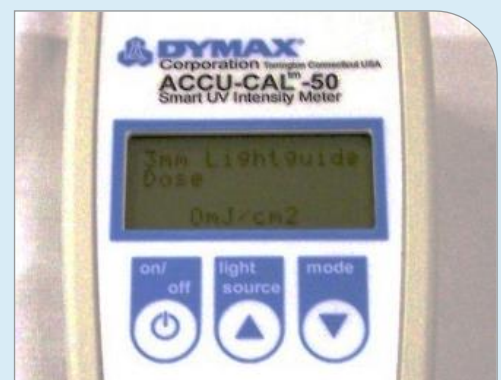 DYMAX
Corporation Torrington Connecticut USA
ACCU-CAL™-50
Smart UV Intensity Meter
3mm Lightguide
Dose
0mJ/cm2
on/
off
light
source
mode